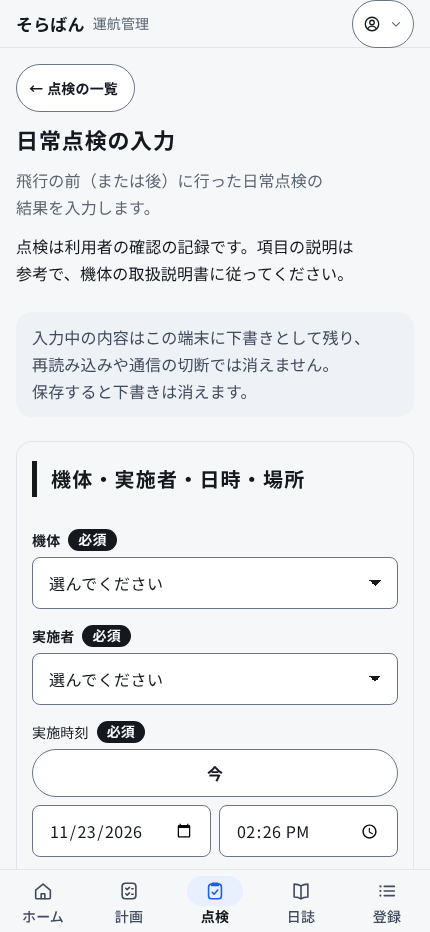 そらばん 運航管理
← 点検の一覧
日常点検の入力
飛行の前（または後）に行った日常点検の
結果を入力します。
点検は利用者の確認の記録です。項目の説明は
参考で、機体の取扱説明書に従ってください。
入力中の内容はこの端末に下書きとして残り、
再読み込みや通信の切断では消えません。
保存すると下書きは消えます。
機体・実施者・日時・場所
機体 必須
選んでください
実施者 必須
選んでください
実施時刻 必須
今
11/23/2026 02:26 PM
ホーム 計画 点検 日誌 登録